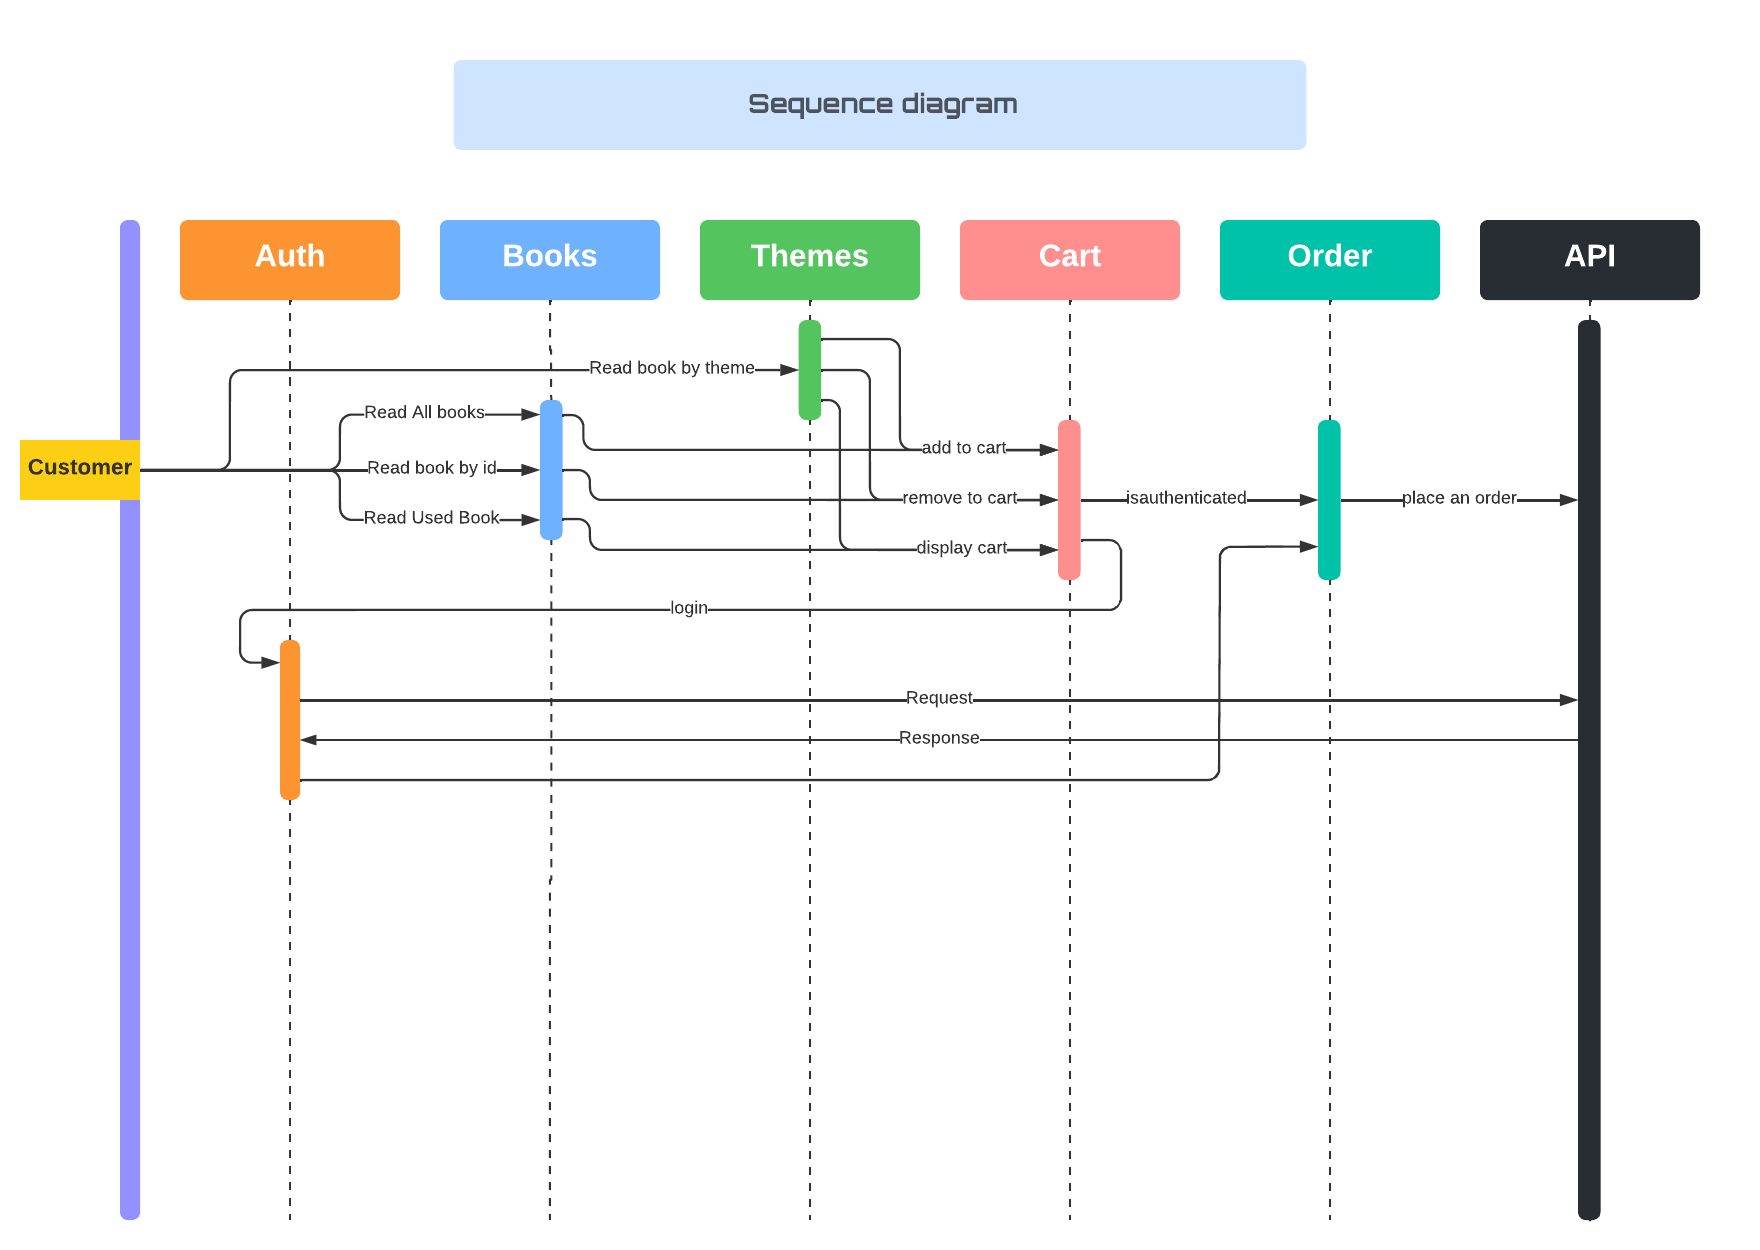 Sequence diagram
Auth
Books
Themes
Cart
Order
API
Read book by theme
Read All books
add to cart
Customer
Read book by id
remove to cart
isauthenticated
place an order
Read Used Book
display cart
login
Request
Response